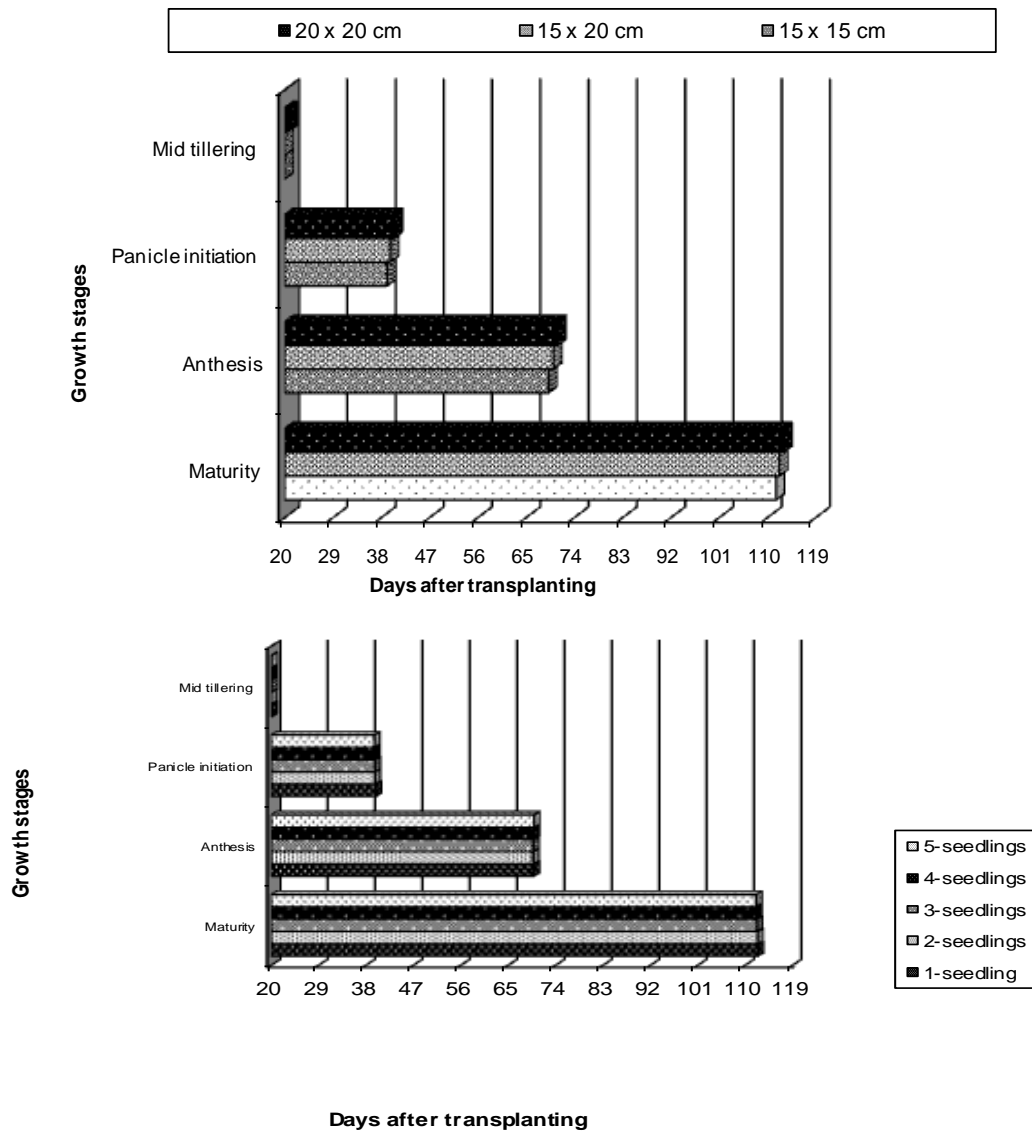 20 x 20 cm 15 x 20 cm 15 x 15 cm
Mid tillering
Panicle initiation
Anthesis
Maturity
Growth stages
20 29 38 47 56 65 74 83 92 101 110 119
Days after transplanting
Mid tillering
Panicle initiation
Anthesis
Maturity
Growth stages
20 29 38 47 56 65 74 83 92 101 110 119
5-seedlings
4-seedlings
3-seedlings
2-seedlings
1-seedling
Days after transplanting